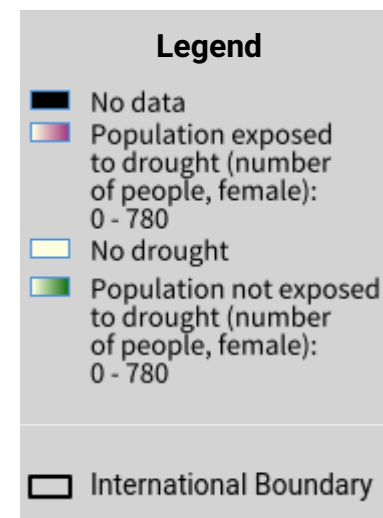 Legend
No data
Population exposed
to drought (number
of people, female):
0 - 780
No drought
Population not exposed
to drought (number
of people, female):
0 - 780
International Boundary